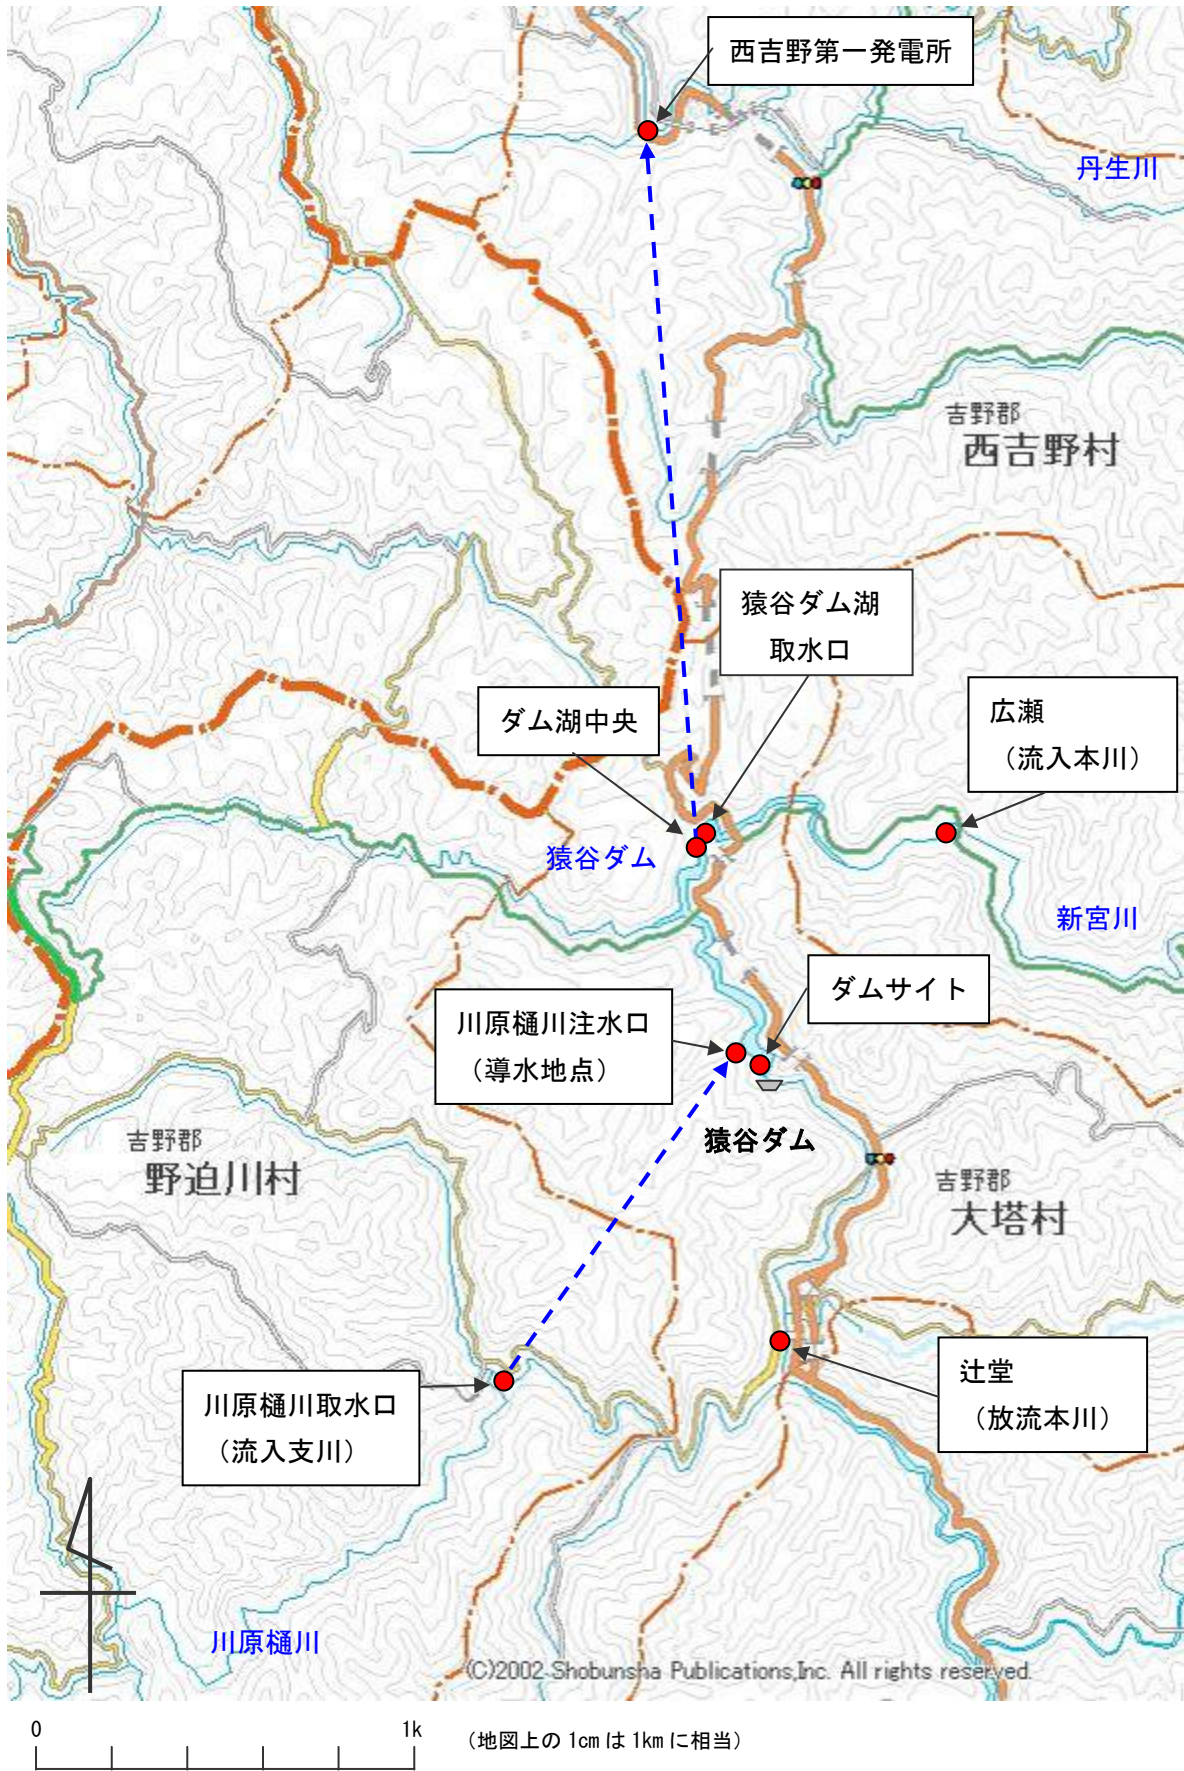 西吉野第一発電所
丹生川
吉野郡
西吉野村
猿谷ダム湖
取水口
ダム湖中央
広瀬
（流入本川）
猿谷ダム
新宮川
ダムサイト
川原樋川注水口
（導水地点）
猿谷ダム
吉野郡
野迫川村
吉野郡
大塔村
辻堂
（放流本川）
川原樋川取水口
（流入支川）
川原樋川
(C)2002 Shobunsha Publications,Inc. All rights reserved.
0 1k
（地図上の 1cm は 1km に相当）